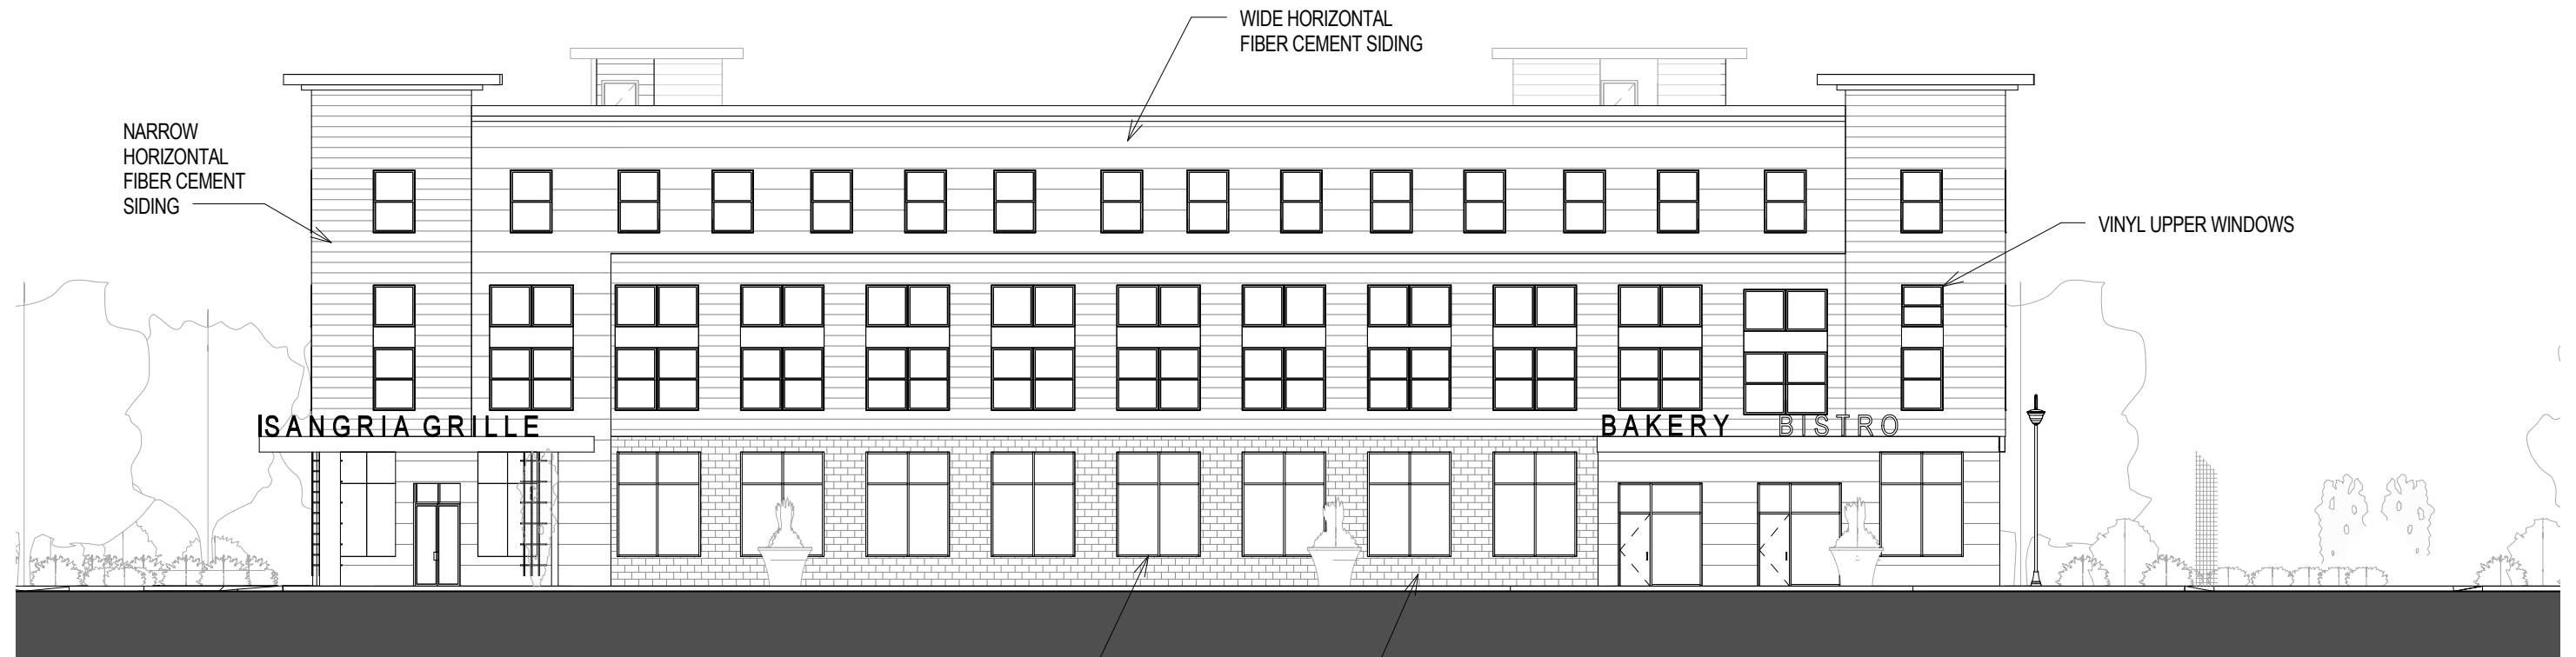 WIDE HORIZONTAL
FIBER CEMENT SIDING
NARROW
HORIZONTAL
FIBER CEMENT
SIDING
VINYL UPPER WINDOWS
SANGRIA GRILLE
BAKERY BISTRO